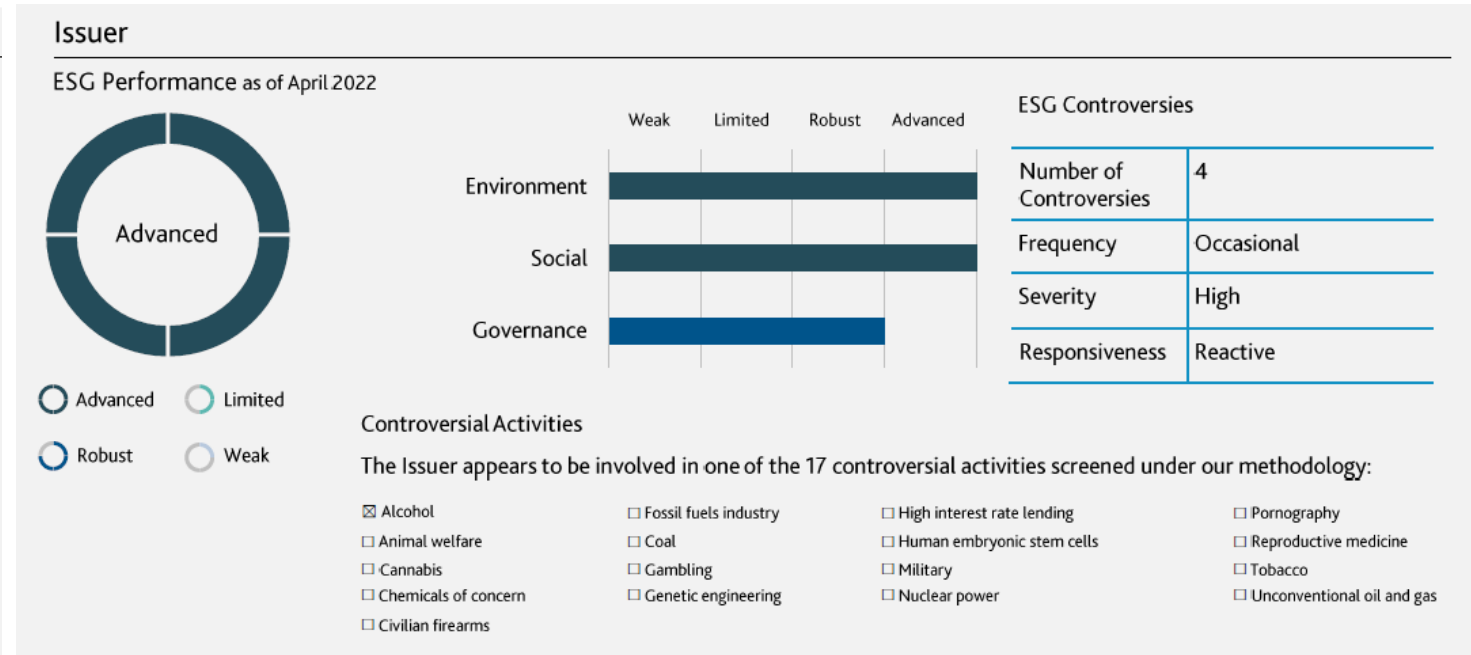 Issuer
ESG Performance as of April 2022
Advanced
Advanced
Limited
Robust
Weak
Weak Limited Robust Advanced
Environment
Social
Governance
ESG Controversies
Number of
Controversies
4
Frequency
Occasional
Severity
High
Responsiveness
Reactive
Controversial Activities
The Issuer appears to be involved in one of the 17 controversial activities screened under our methodology:
☒ Alcohol
☐ Animal welfare
☐ Cannabis
☐ Chemicals of concern
☐ Civilian firearms
☐ Fossil fuels industry
☐ Coal
☐ Gambling
☐ Genetic engineering
☐ High interest rate lending
☐ Human embryonic stem cells
☐ Military
☐ Nuclear power
☐ Pornography
☐ Reproductive medicine
☐ Tobacco
☐ Unconventional oil and gas